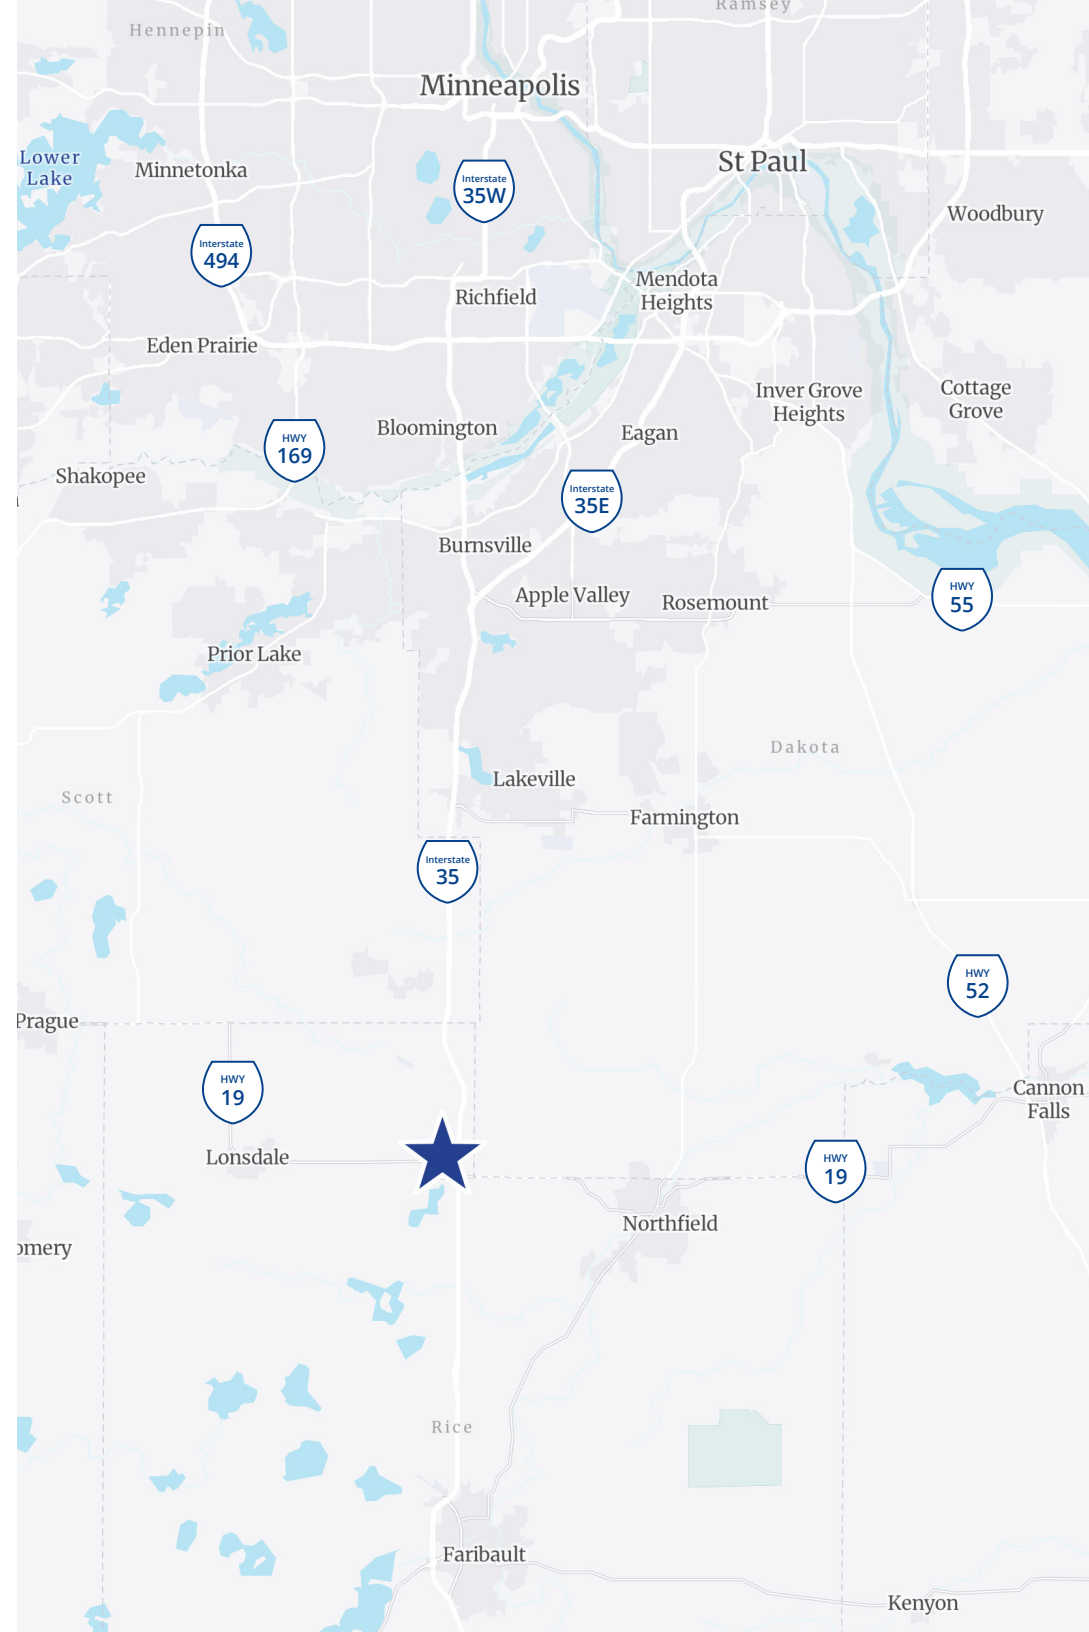 Ramsey
Hennepin
Minneapolis
Lower
Lake
Minnetonka
St Paul
Interstate
35W
Woodbury
Interstate
494
Mendota
Heights
Richfield
Eden Prairie
Inver Grove
Heights
Cottage
Grove
Bloomington
Eagan
HWY
169
Shakopee
Interstate
35E
Burnsville
Apple Valley
Rosemount
HWY
55
Prior Lake
Dakota
Lakeville
Scott
Farmington
Interstate
35
HWY
52
Prague
HWY
19
Cannon
Falls
Lonsdale
HWY
19
Northfield
omery
Rice
Faribault
Kenyon